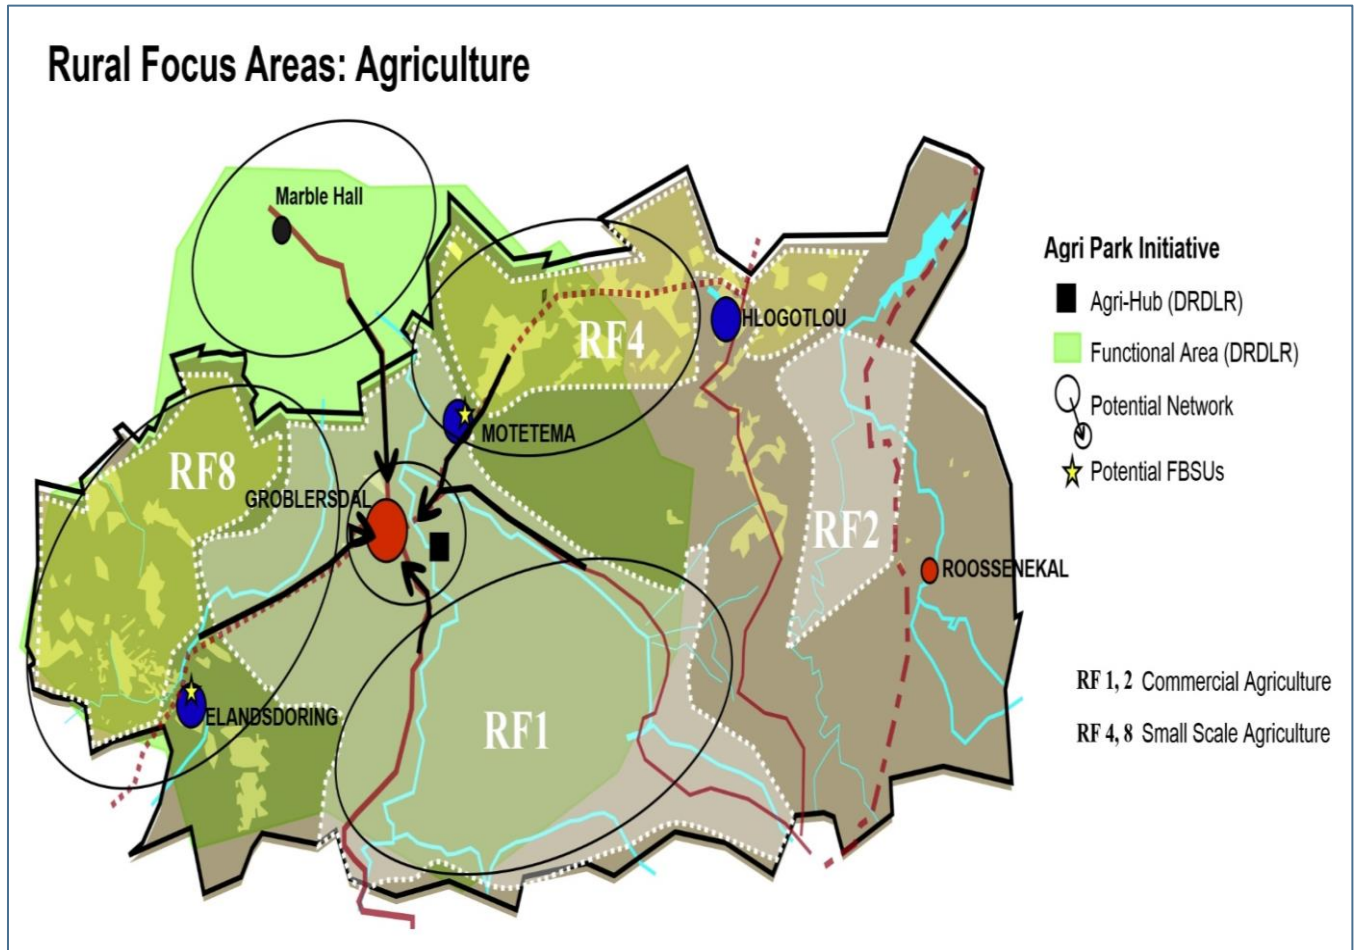 Rural Focus Areas: Agriculture
Marble Hall
RF4
HLOGOTLOU
MOTETEMA
RF8
GROBLERSDAL
RF2
ROOSSENEKAL
ELANDSDORING
RF1
Agri Park Initiative
Agri-Hub (DRDLR)
Functional Area (DRDLR)
Potential Network
Potential FBSUs
RF 1, 2 Commercial Agriculture
RF 4, 8 Small Scale Agriculture